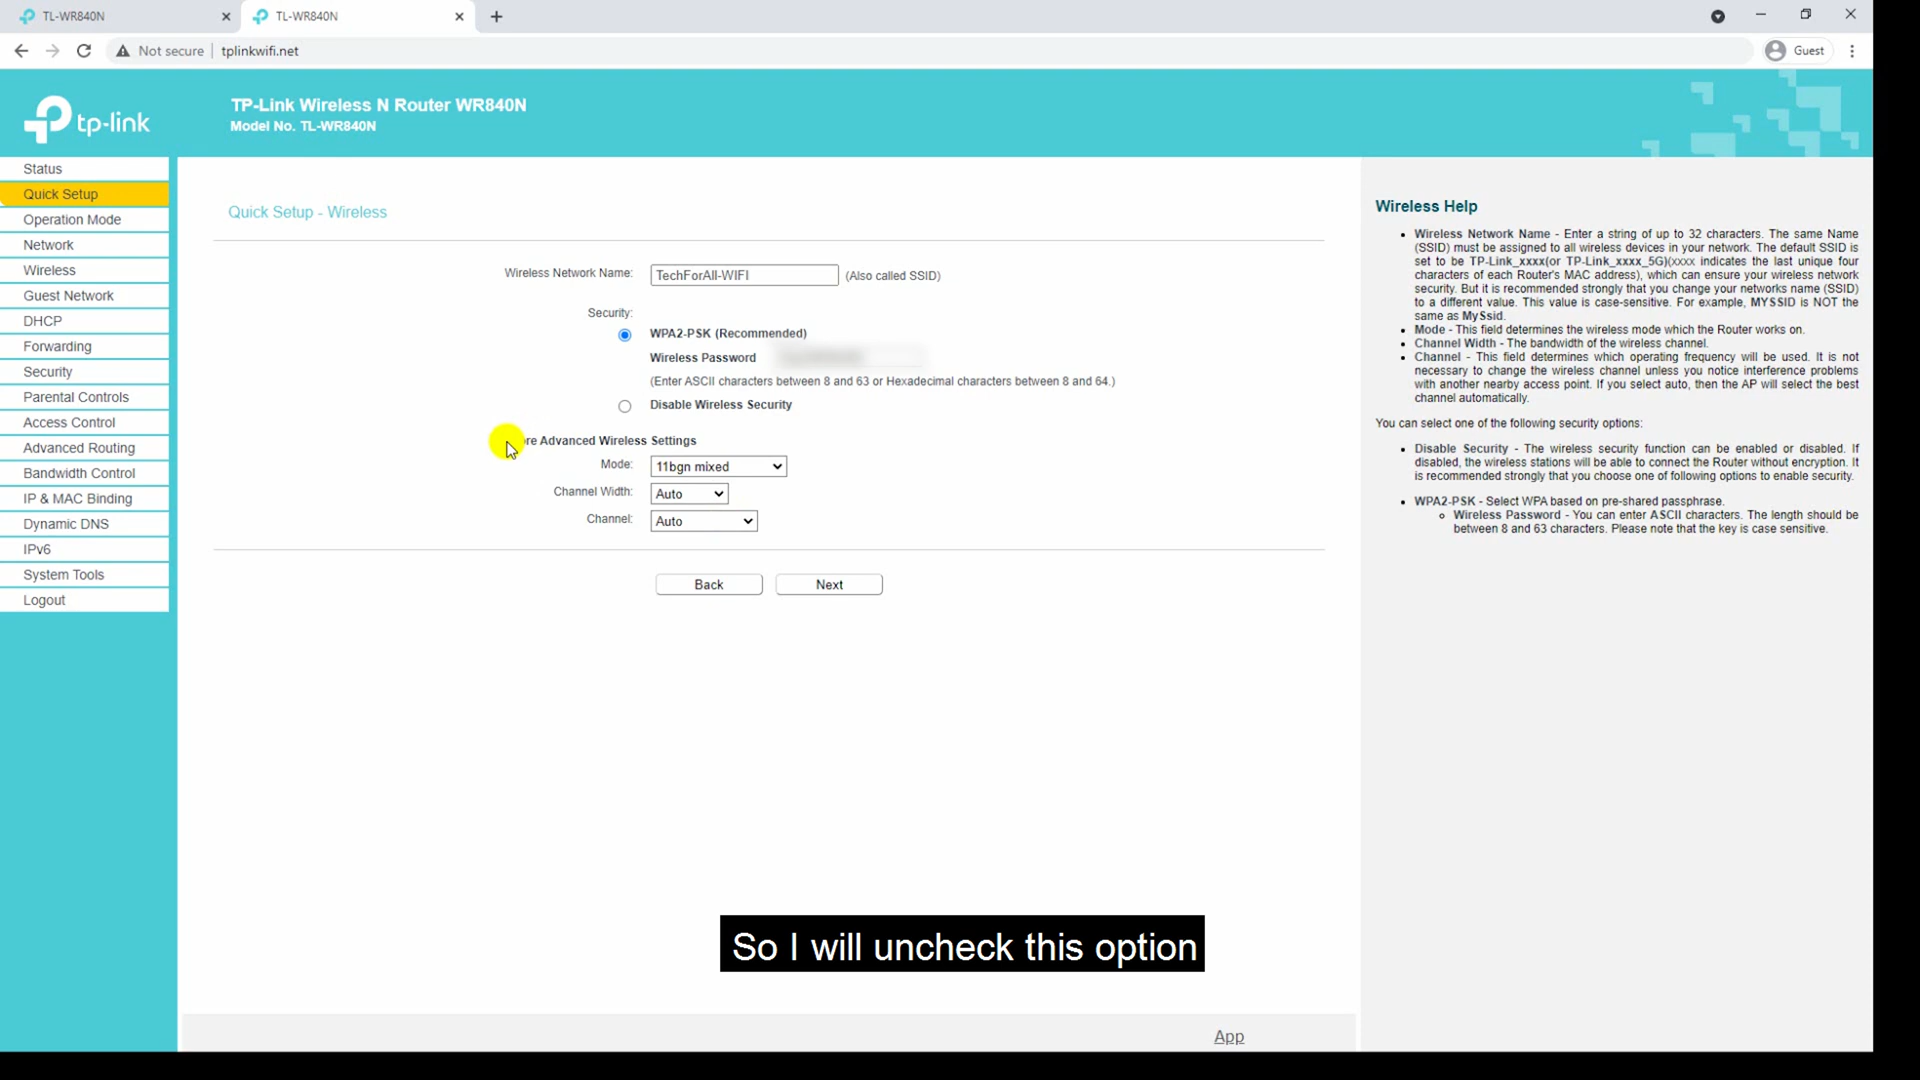 TL-WR840N
TL-WR840N
Not secure
tplinkwifi.net
Guest
tp-link
TP-Link Wireless N Router WR840N
Model No. TL-WR840N
Status
Quick Setup
Operation Mode
Network
Wireless
Guest Network
DHCP
Forwarding
Security
Parental Controls
Access Control
Advanced Routing
Bandwidth Control
IP & MAC Binding
Dynamic DNS
IPv6
System Tools
Logout
Quick Setup - Wireless
Wireless Network Name: TechForAll-WIFI (Also called SSID)
Security:
WPA2-PSK (Recommended)
Wireless Password
(Enter ASCII characters between 8 and 63 or Hexadecimal characters between 8 and 64.)
Disable Wireless Security
Advanced Wireless Settings
Mode: 11bgn mixed
Channel Width: Auto
Channel: Auto
Back
Next
Wireless Help
Wireless Network Name - Enter a string of up to 32 characters. The same Name
(SSID) must be assigned to all wireless devices in your network. The default SSID is
set to be TP-Link_xxxx(or TP-Link_xxxx_5G)(xxxx indicates the last unique four
characters of each Router's MAC address), which can ensure your wireless network
security. But it is recommended strongly that you change your networks name (SSID)
to a different value. This value is case-sensitive. For example, MYSSID is NOT the
same as MySsid.
Mode - This field determines the wireless mode which the Router works on.
Channel Width - The bandwidth of the wireless channel.
Channel - This field determines which operating frequency will be used. It is not
necessary to change the wireless channel unless you notice interference problems
with another nearby access point. If you select auto, then the AP will select the best
channel automatically.
You can select one of the following security options:
Disable Security - The wireless security function can be enabled or disabled. If
disabled, the wireless stations will be able to connect the Router without encryption. It
is recommended strongly that you choose one of following options to enable security.
WPA2-PSK - Select WPA based on pre-shared passphrase.
Wireless Password - You can enter ASCII characters. The length should be
between 8 and 63 characters. Please note that the key is case sensitive.
So I will uncheck this option
App